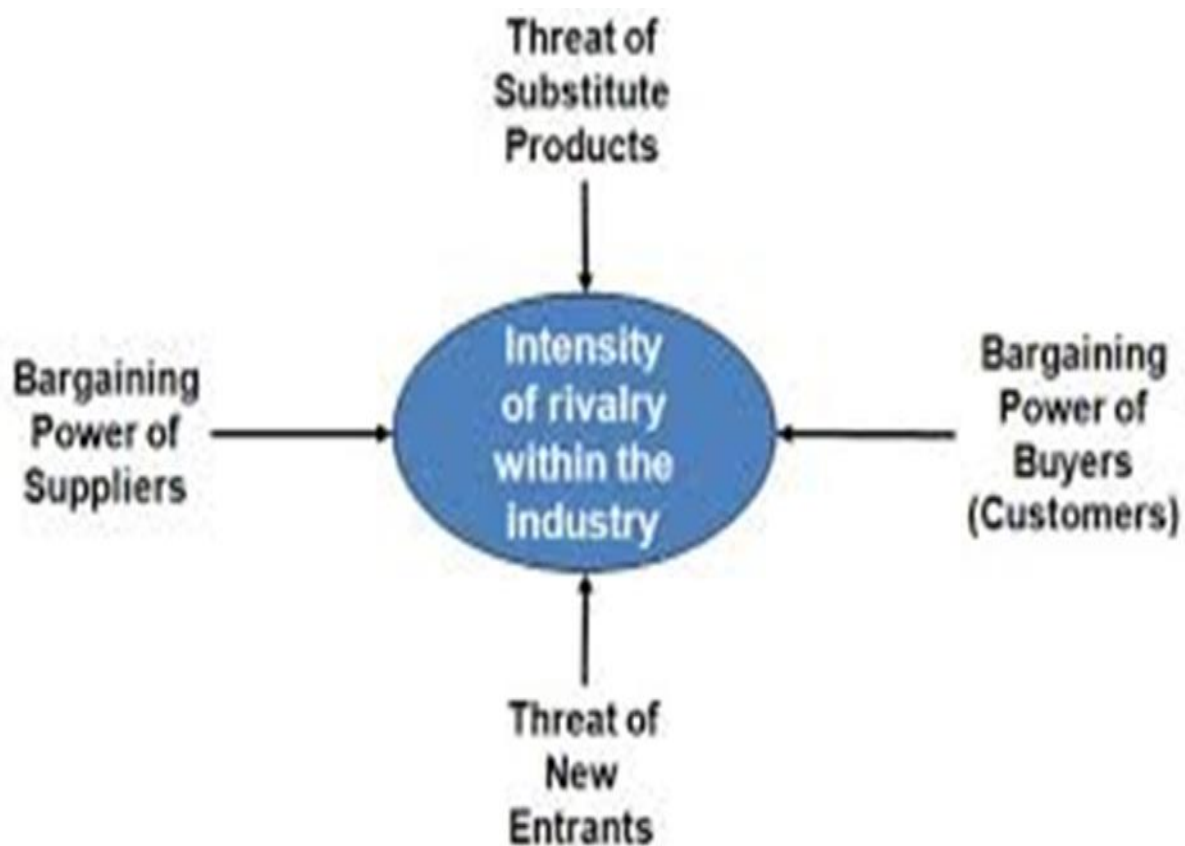 Threat of
Substitute
Products
Bargaining
Power of
Suppliers
Intensity
of rivalry
within the
industry
Bargaining
Power of
Buyers
(Customers)
Threat of
New
Entrants